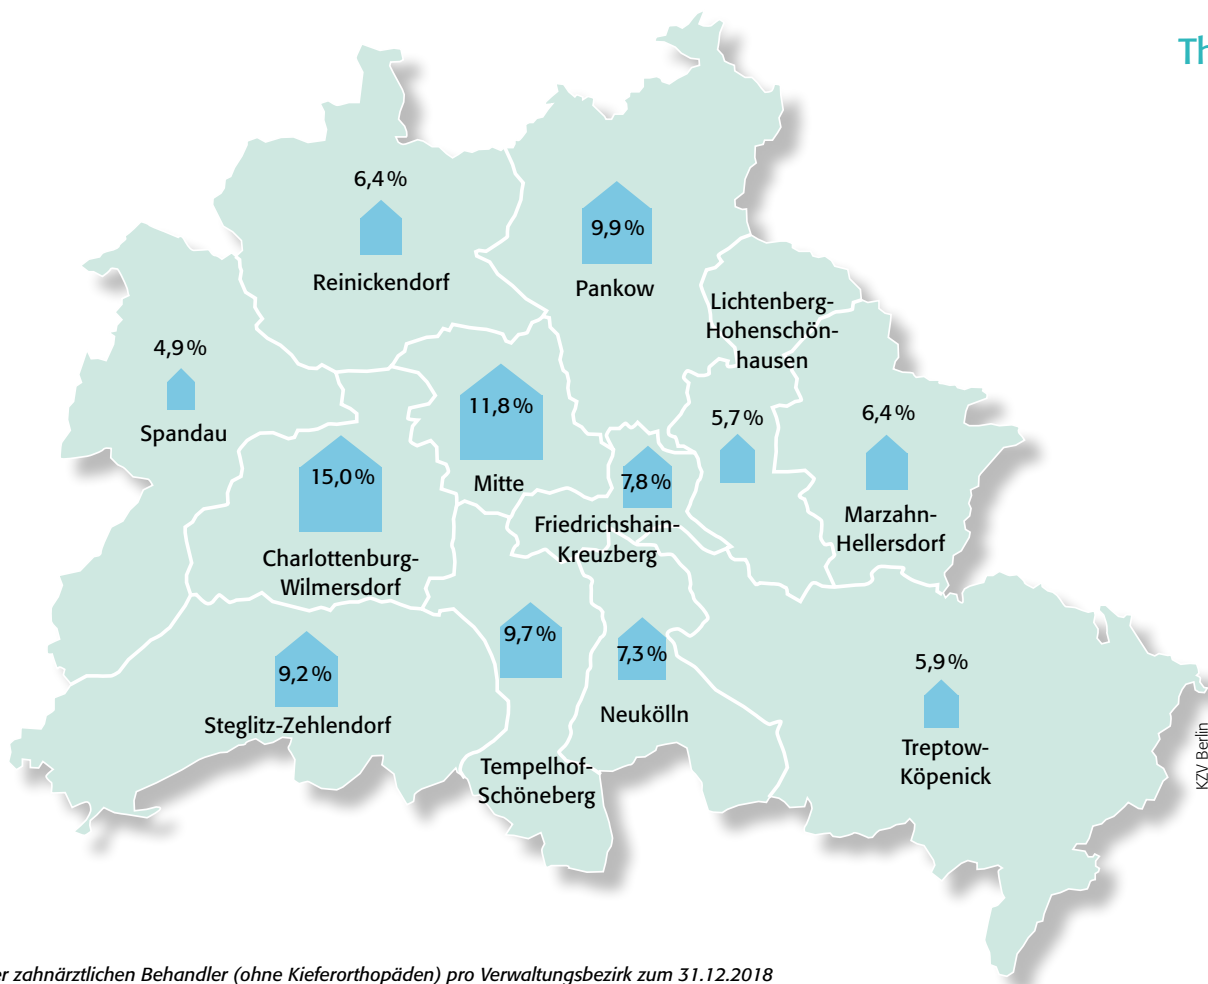 Th
6,4 %
Reinickendorf
9,9 %
Pankow
Lichtenberg-
Hohenschön-
hausen
5,7 %
4,9 %
Spandau
11,8 %
Mitte
6,4 %
Marzahn-
Hellersdorf
15,0 %
Charlottenburg-
Wilmersdorf
7,8 %
Friedrichshain-
Kreuzberg
9,2 %
Steglitz-Zehlendorf
9,7 %
Tempelhof-
Schöneberg
7,3 %
Neukölln
5,9 %
Treptow-
Köpenick
KZV Berlin
er zahnärztlichen Behandler (ohne Kieferorthopäden) pro Verwaltungsbezirk zum 31.12.2018